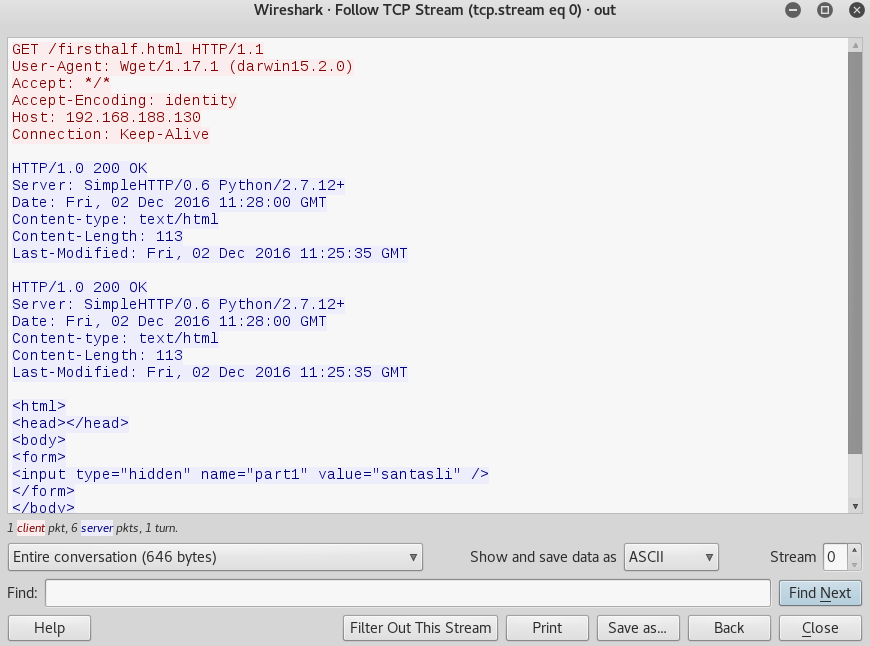 Wireshark · Follow TCP Stream (tcp.stream eq 0) · out
GET /firsthalf.html HTTP/1.1
User-Agent: Wget/1.17.1 (darwin15.2.0)
Accept: */*
Accept-Encoding: identity
Host: 192.168.188.130
Connection: Keep-Alive
HTTP/1.0 200 OK
Server: SimpleHTTP/0.6 Python/2.7.12+
Date: Fri, 02 Dec 2016 11:28:00 GMT
Content-type: text/html
Content-Length: 113
Last-Modified: Fri, 02 Dec 2016 11:25:35 GMT
HTTP/1.0 200 OK
Server: SimpleHTTP/0.6 Python/2.7.12+
Date: Fri, 02 Dec 2016 11:28:00 GMT
Content-type: text/html
Content-Length: 113
Last-Modified: Fri, 02 Dec 2016 11:25:35 GMT
<html>
<head></head>
<body>
<form>
<input type="hidden" name="part1" value="santasli" />
</form>
</body>
1 client pkt, 6 server pkts, 1 turn.
Entire conversation (646 bytes) Show and save data as ASCII Stream 0
Find: Find Next
Help Filter Out This Stream Print Save as... Back Close